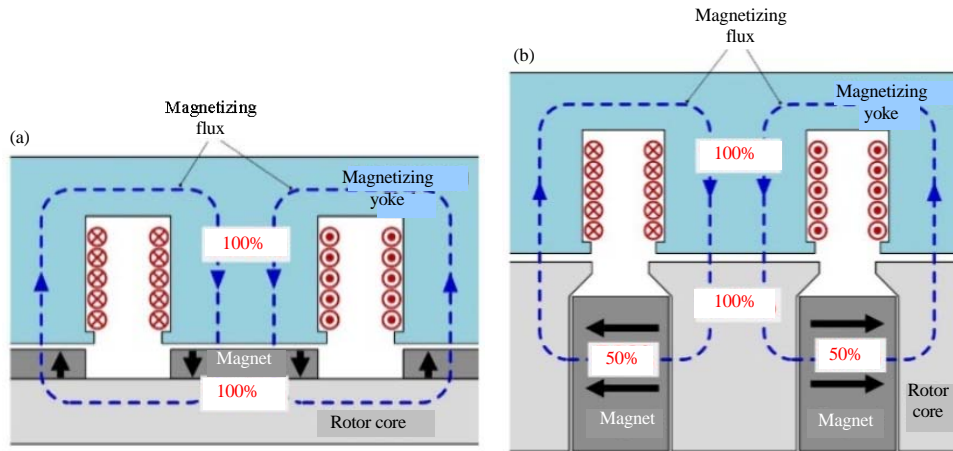 (a)
Magnetizing
flux
Magnetizing
yoke
100%
Magnet
100%
Rotor core
(b)
Magnetizing
flux
Magnetizing
yoke
100%
100%
50%
50%
Magnet
Magnet
Rotor
core